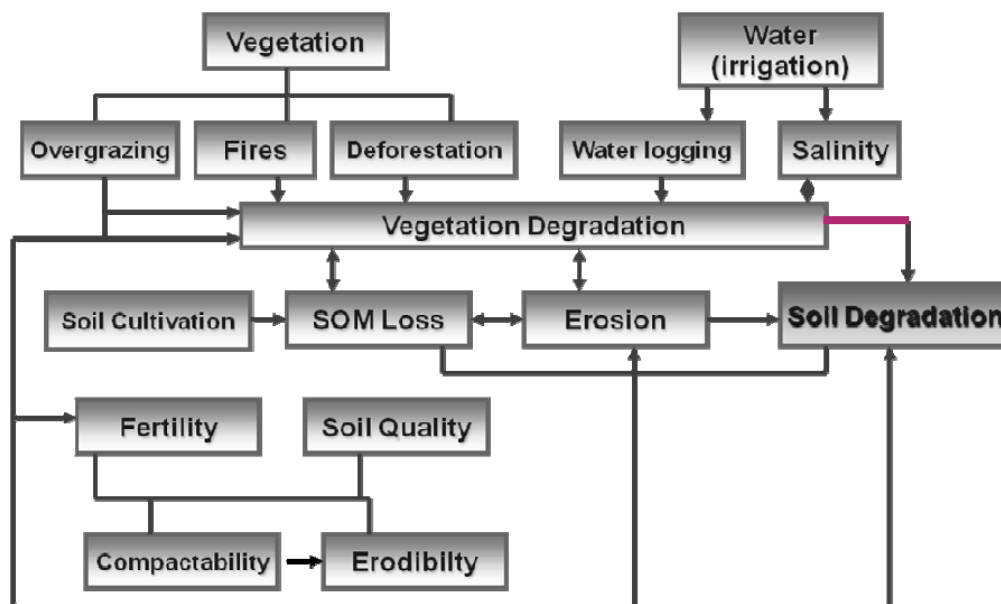 Vegetation
Water
(irrigation)
Overgrazing
Fires
Deforestation
Water logging
Salinity
Vegetation Degradation
Soil Cultivation
SOM Loss
Erosion
Soil Degradation
Fertility
Soil Quality
Compactability
Erodibilty